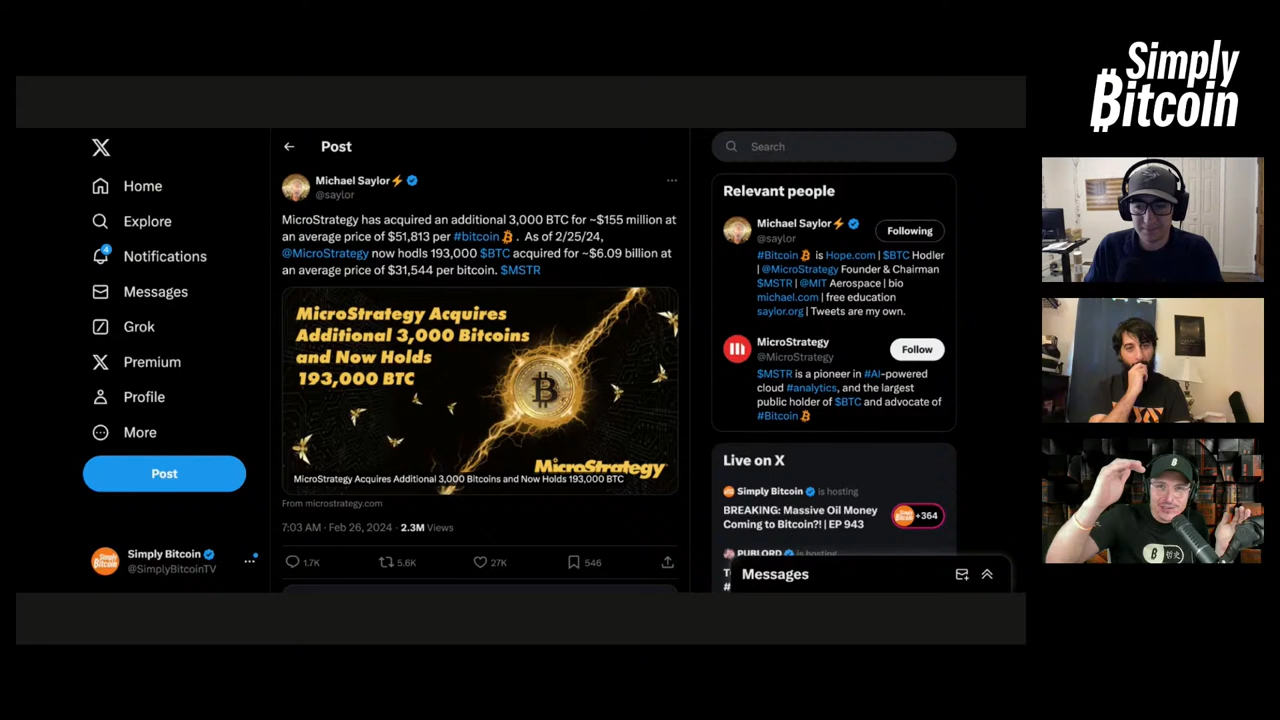 Simply
Bitcoin
Home
Explore
4
Notifications
Messages
Grok
Premium
Profile
More
Post
Simply Bitcoin
@SimplyBitcoinTV
Post
Michael Saylor⚡
@saylor
MicroStrategy has acquired an additional 3,000 BTC for ~$155 million at
an average price of $51,813 per #bitcoin. As of 2/25/24,
@MicroStrategy now hodls 193,000 $BTC acquired for ~$6.09 billion at
an average price of $31,544 per bitcoin. $MSTR
MicroStrategy Acquires
Additional 3,000 Bitcoins
and Now Holds
193,000 BTC
MicroStrategy
MicroStrategy Acquires Additional 3,000 Bitcoins and Now Holds 193,000 BTC
From microstrategy.com
7:03 AM · Feb 26, 2024 · 2.3M Views
1.7K 5.6K 27K 546
Search
Relevant people
Michael Saylor⚡
@saylor
Following
#Bitcoin is Hope.com | $BTC Hodler
| @MicroStrategy Founder & Chairman
$MSTR | @MIT Aerospace | bio
michael.com | free education
saylor.org | Tweets are my own.
MicroStrategy
@MicroStrategy
Follow
$MSTR is a pioneer in #AI-powered
cloud #analytics, and the largest
public holder of $BTC and advocate of
#Bitcoin
Live on X
Simply Bitcoin is hosting
BREAKING: Massive Oil Money
Coming to Bitcoin?! | EP 943
+364
PUBLORD is hosting
Messages